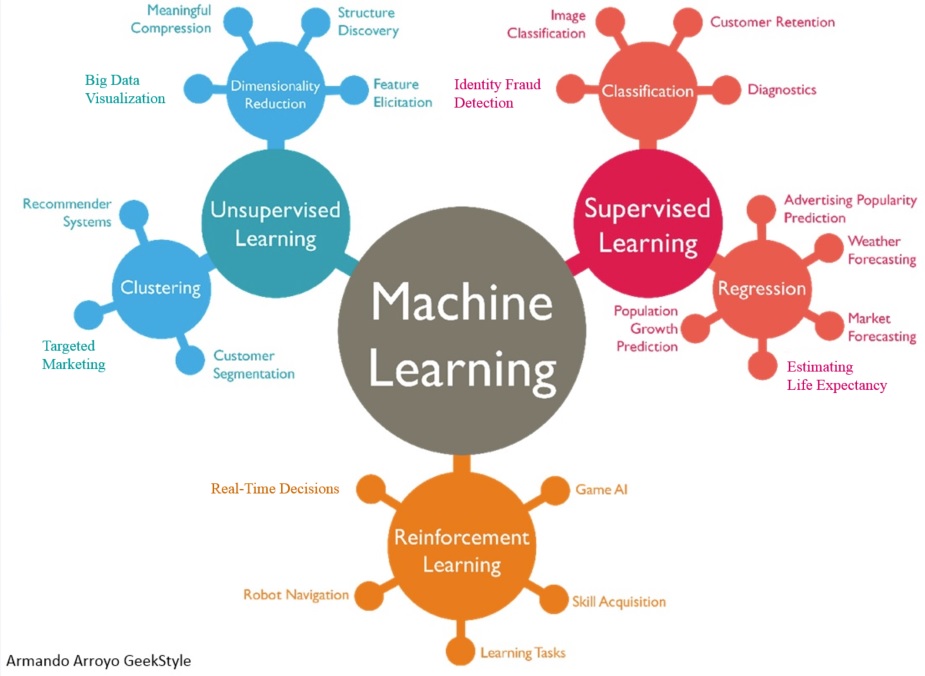 Meaningful
Compression
Structure
Discovery
Big Data
Visualization
Dimensionality
Reduction
Feature
Elicitation
Image
Classification
Customer Retention
Identity Fraud
Detection
Classification
Diagnostics
Recommender
Systems
Unsupervised
Learning
Clustering
Targeted
Marketing
Customer
Segmentation
Machine
Learning
Supervised
Learning
Advertising Popularity
Prediction
Weather
Forecasting
Regression
Population
Growth
Prediction
Market
Forecasting
Estimating
Life Expectancy
Real-Time Decisions
Game AI
Reinforcement
Learning
Robot Navigation
Skill Acquisition
Learning Tasks
Armando Arroyo GeekStyle